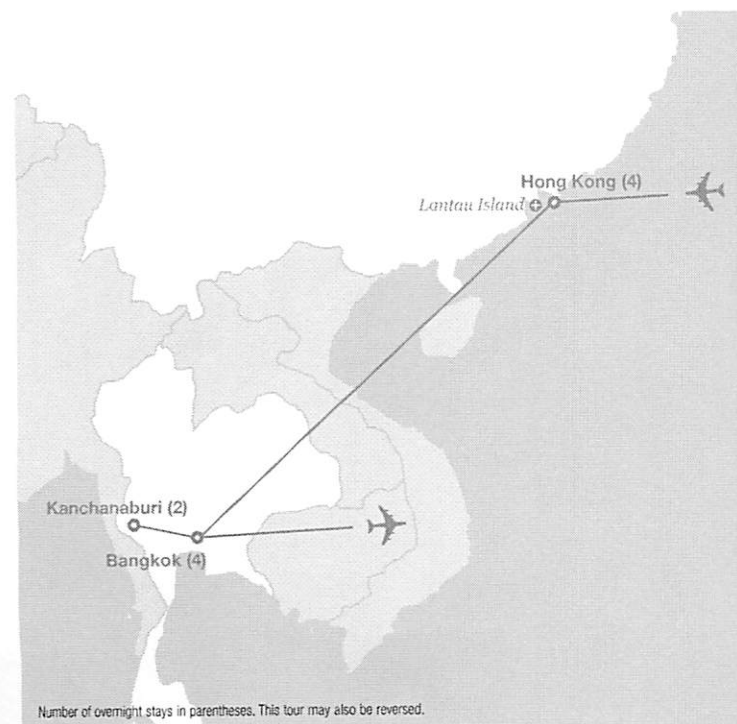 Hong Kong (4)
Lantau Island
Kanchanaburi (2)
Bangkok (4)
Number of overnight stays in parentheses. This tour may also be reversed.